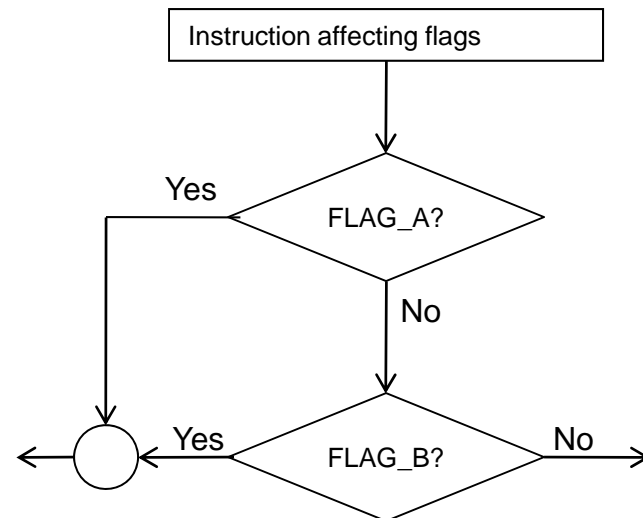 Instruction affecting flags
Yes
FLAG_A?
No
Yes
FLAG_B?
No